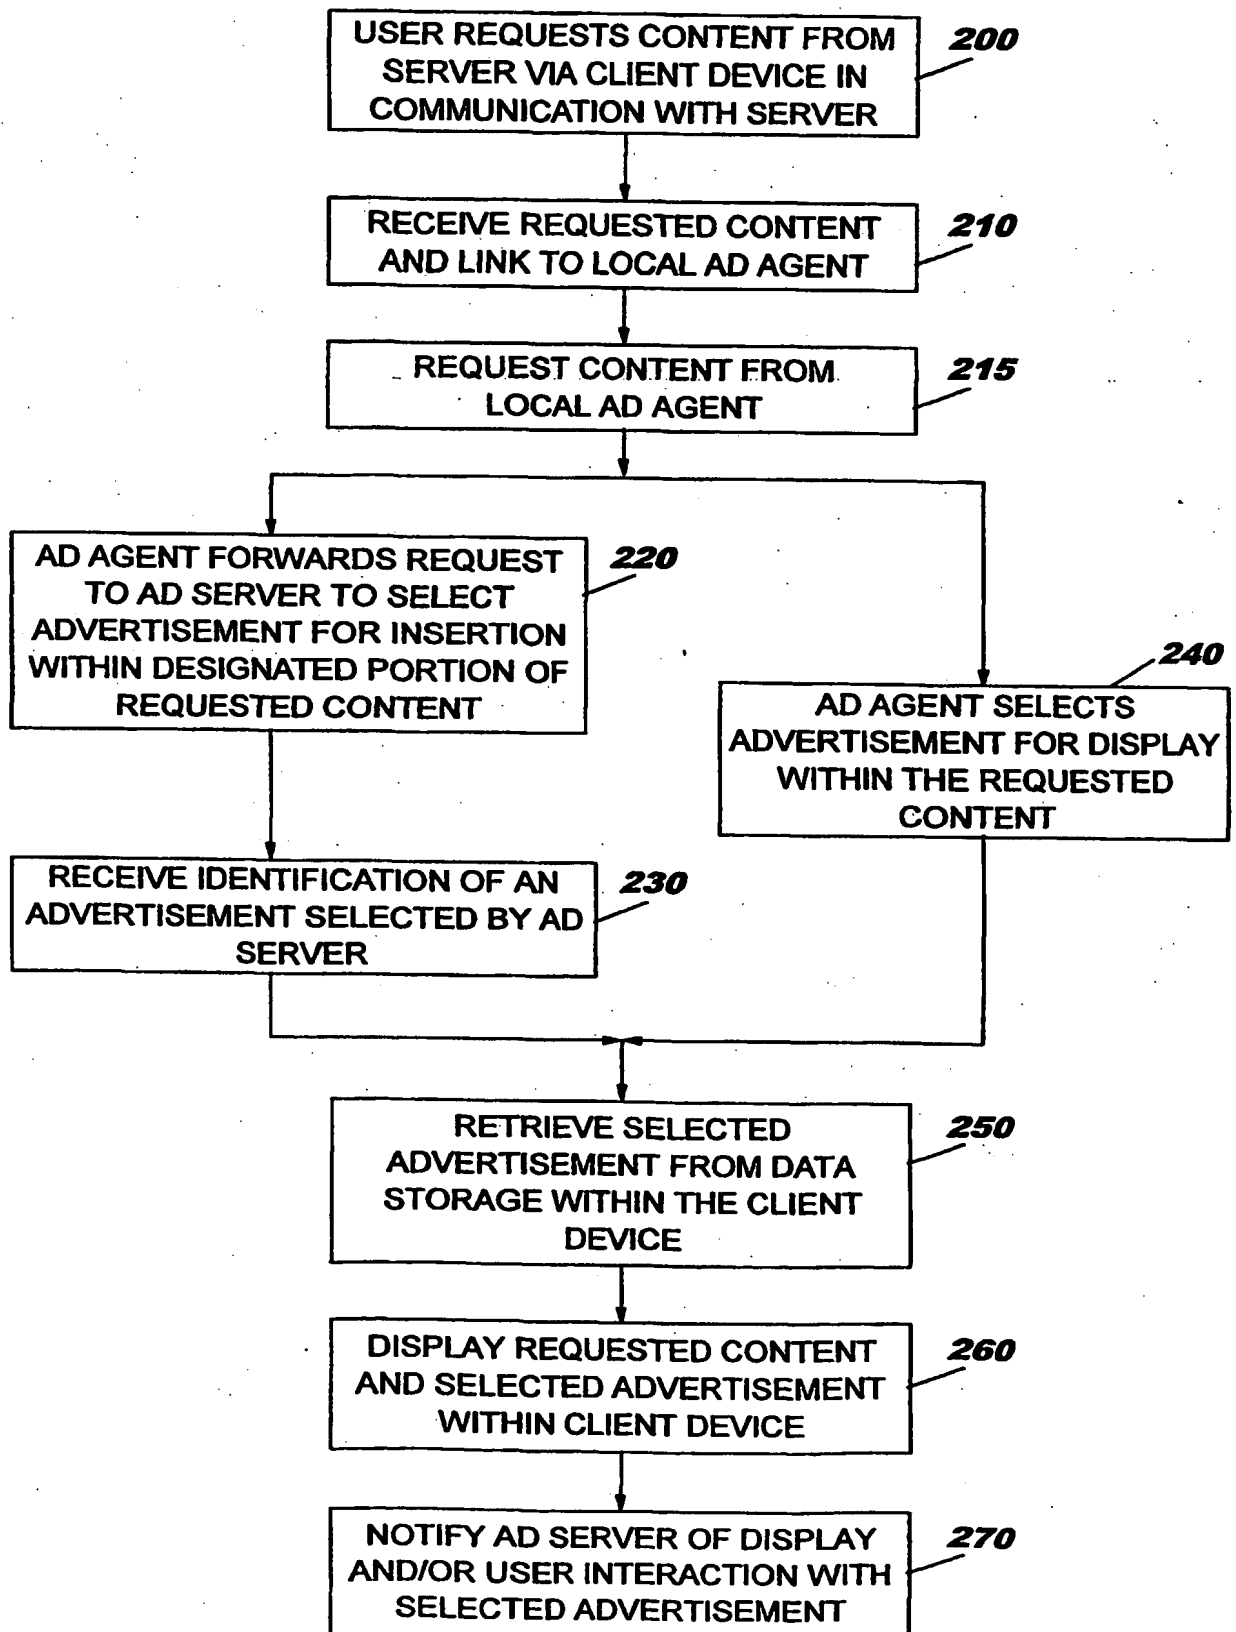 USER REQUESTS CONTENT FROM
SERVER VIA CLIENT DEVICE IN
COMMUNICATION WITH SERVER
200
RECEIVE REQUESTED CONTENT
AND LINK TO LOCAL AD AGENT
210
REQUEST CONTENT FROM
LOCAL AD AGENT
215
AD AGENT FORWARDS REQUEST
TO AD SERVER TO SELECT
ADVERTISEMENT FOR INSERTION
WITHIN DESIGNATED PORTION OF
REQUESTED CONTENT
220
240
AD AGENT SELECTS
ADVERTISEMENT FOR DISPLAY
WITHIN THE REQUESTED
CONTENT
RECEIVE IDENTIFICATION OF AN
ADVERTISEMENT SELECTED BY AD
SERVER
230
RETRIEVE SELECTED
ADVERTISEMENT FROM DATA
STORAGE WITHIN THE CLIENT
DEVICE
250
DISPLAY REQUESTED CONTENT
AND SELECTED ADVERTISEMENT
WITHIN CLIENT DEVICE
260
NOTIFY AD SERVER OF DISPLAY
AND/OR USER INTERACTION WITH
SELECTED ADVERTISEMENT
270